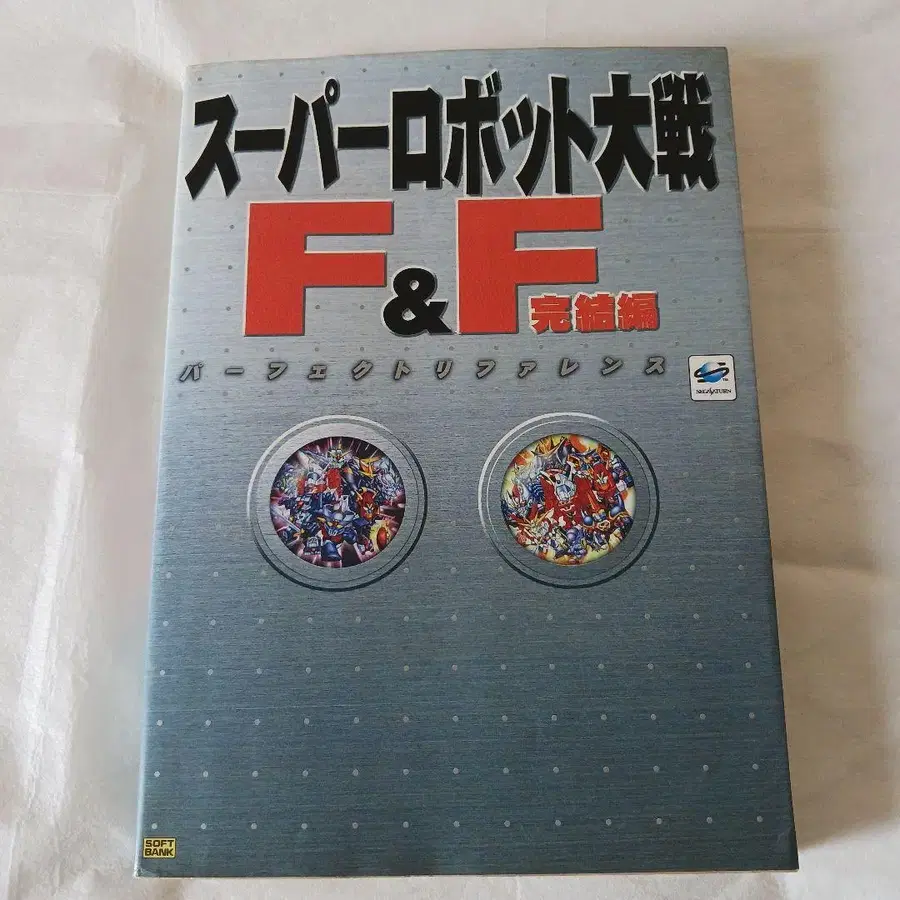 スーパーロボット大戦
F&F完結編
パーフェクトリファレンス
SEGA SATURN
TM
SOFT
BANK